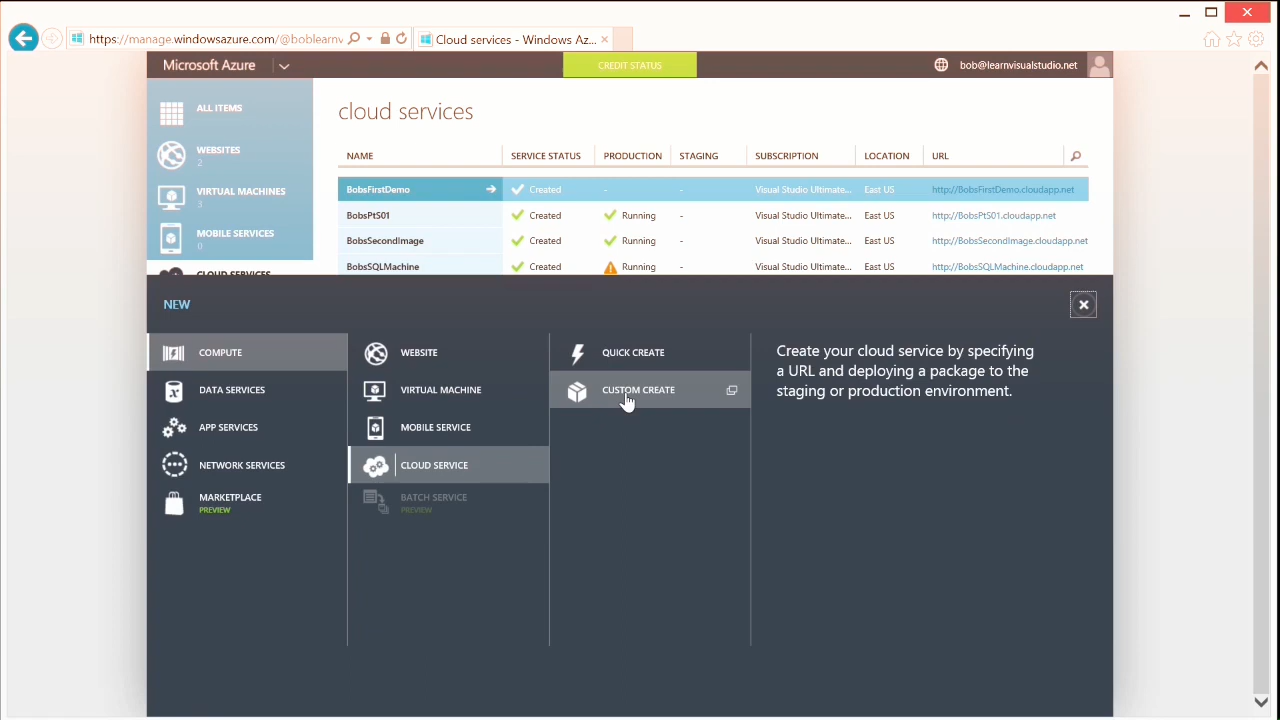 https://manage.windowsazure.com/@boblearnv
Cloud services - Windows Az...
Microsoft Azure
CREDIT STATUS
bob@learnvisualstudio.net
ALL ITEMS
WEBSITES
2
VIRTUAL MACHINES
3
MOBILE SERVICES
0
CLOUD SERVICES
cloud services
NAME SERVICE STATUS PRODUCTION STAGING SUBSCRIPTION LOCATION URL
BobsFirstDemo Created - - Visual Studio Ultimate... East US http://BobsFirstDemo.cloudapp.net
BobsPtS01 Created Running - Visual Studio Ultimate... East US http://BobsPtS01.cloudapp.net
BobsSecondImage Created Running - Visual Studio Ultimate... East US http://BobsSecondImage.cloudapp.net
BobsSQLMachine Created Running - Visual Studio Ultimate... East US http://BobsSQLMachine.cloudapp.net
NEW
COMPUTE
DATA SERVICES
APP SERVICES
NETWORK SERVICES
MARKETPLACE
PREVIEW
WEBSITE
VIRTUAL MACHINE
MOBILE SERVICE
CLOUD SERVICE
BATCH SERVICE
PREVIEW
QUICK CREATE
CUSTOM CREATE
Create your cloud service by specifying
a URL and deploying a package to the
staging or production environment.